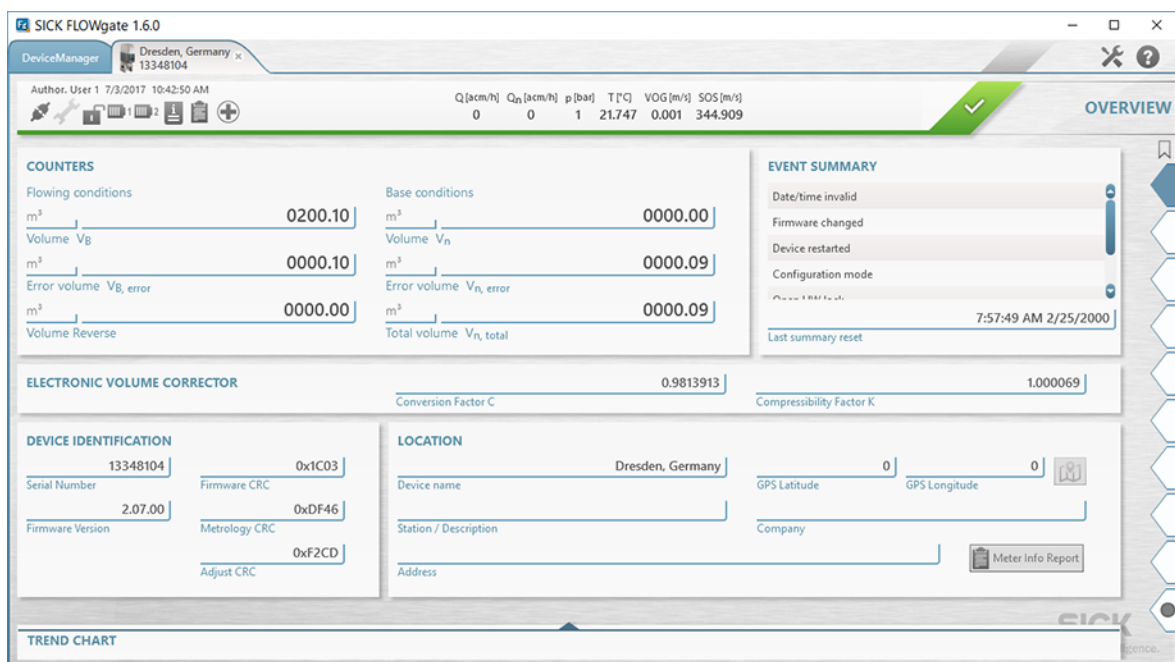 SICK FLOWgate 1.6.0
DeviceManager
Dresden, Germany
13348104
Author. User 1 7/3/2017 10:42:50 AM
Q [acm/h] Qn [acm/h] p [bar] T [°C] VOG [m/s] SOS [m/s]
0 0 1 21.747 0.001 344.909
OVERVIEW
1 2
COUNTERS
Flowing conditions
m³ 0200.10
Volume VB
m³ 0000.10
Error volume VB, error
m³ 0000.00
Volume Reverse
Base conditions
m³ 0000.00
Volume Vn
m³ 0000.09
Error volume Vn, error
m³ 0000.09
Total volume Vn, total
EVENT SUMMARY
Date/time invalid
Firmware changed
Device restarted
Configuration mode
7:57:49 AM 2/25/2000
Last summary reset
ELECTRONIC VOLUME CORRECTOR
0.9813913
Conversion Factor C
1.000069
Compressibility Factor K
DEVICE IDENTIFICATION
13348104
Serial Number
0x1C03
Firmware CRC
2.07.00
Firmware Version
0xDF46
Metrology CRC
0xF2CD
Adjust CRC
LOCATION
Dresden, Germany
Device name
0
GPS Latitude
0
GPS Longitude
Station / Description
Company
Address
Meter Info Report
SICK
TREND CHART